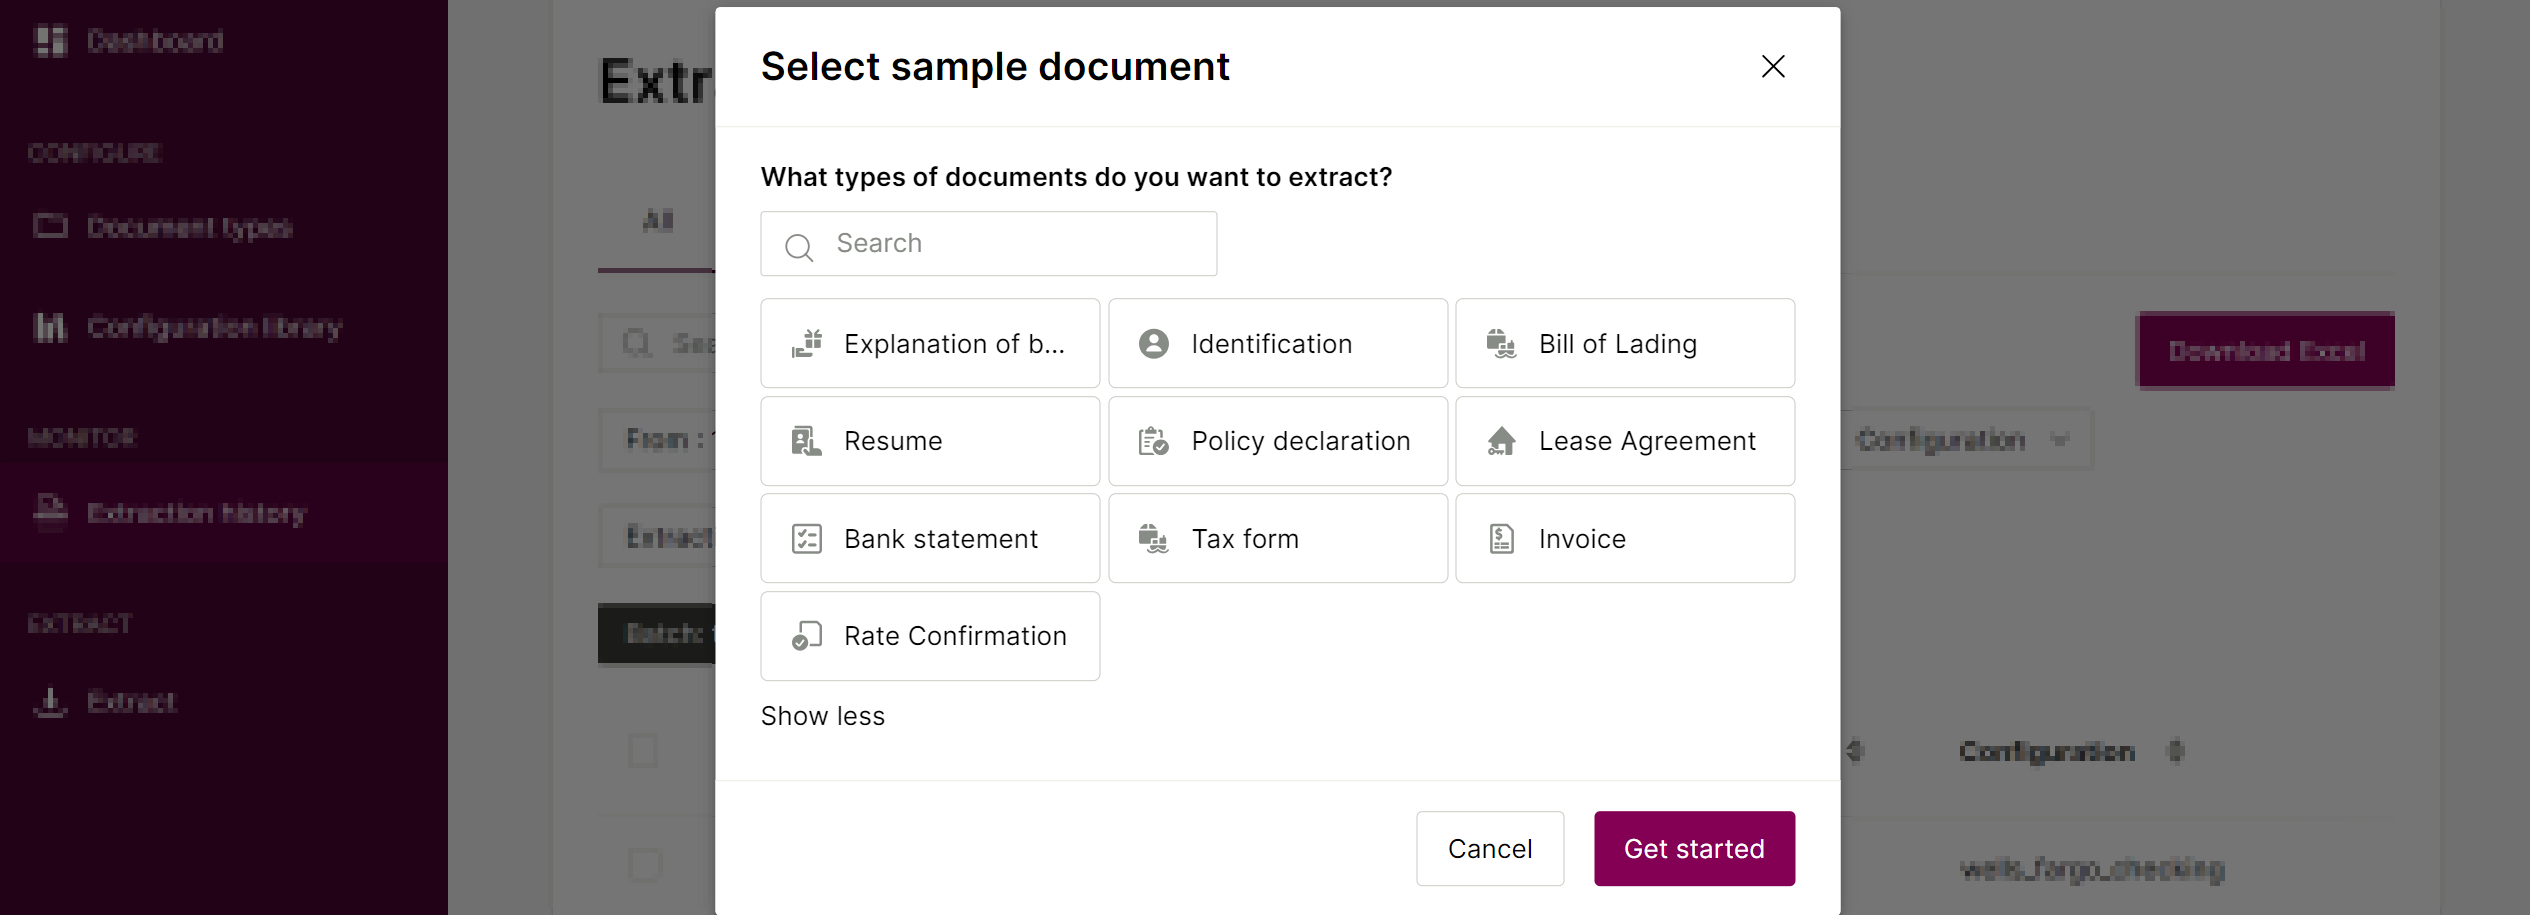 Dashboard
CONFIGURE
Document types
Configuration library
MONITOR
Extraction history
EXTRACT
Extract
Extr
All
From :
Extract
Batch:
Select sample document
What types of documents do you want to extract?
Search
Explanation of b...
Identification
Bill of Lading
Resume
Policy declaration
Lease Agreement
Bank statement
Tax form
Invoice
Rate Confirmation
Show less
Cancel
Get started
Download Excel
Configuration
Configuration
wells_fargo_checking